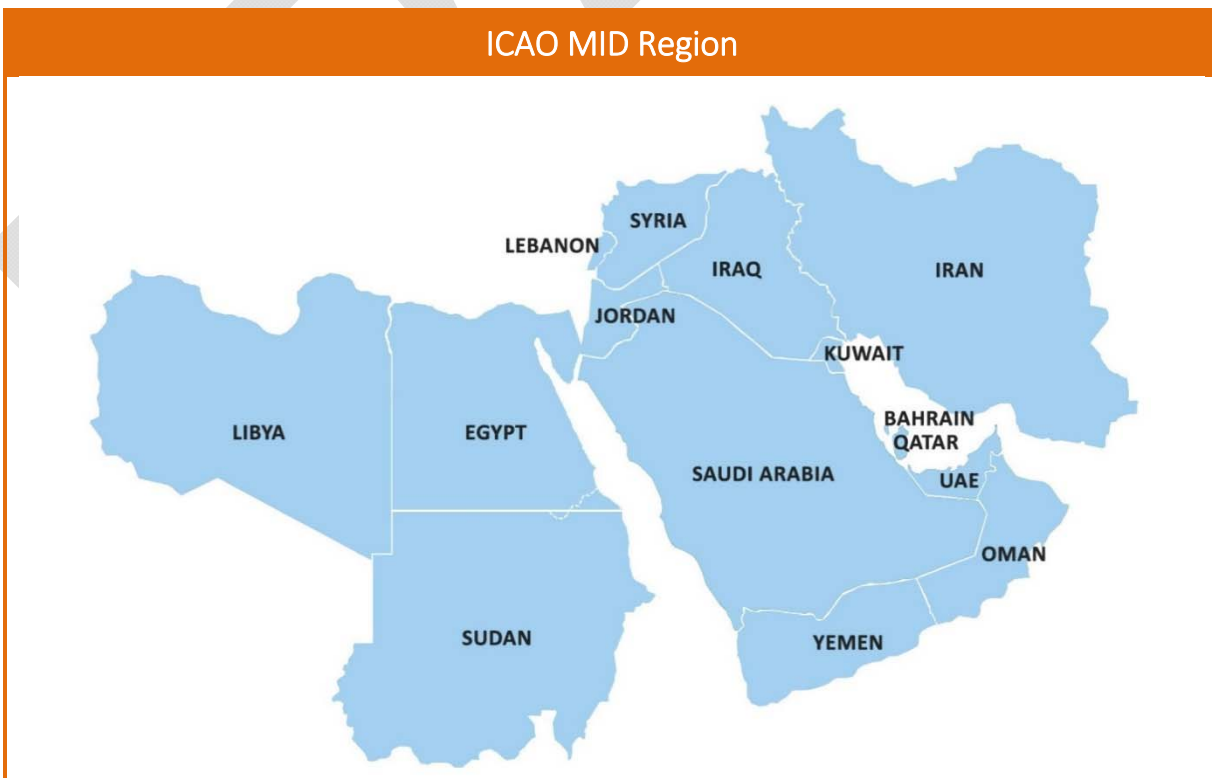 ICAO MID Region
SYRIA
LEBANON
IRAQ
IRAN
JORDAN
KUWAIT
BAHRAIN
QATAR
LIBYA
EGYPT
SAUDI ARABIA
UAE
OMAN
SUDAN
YEMEN